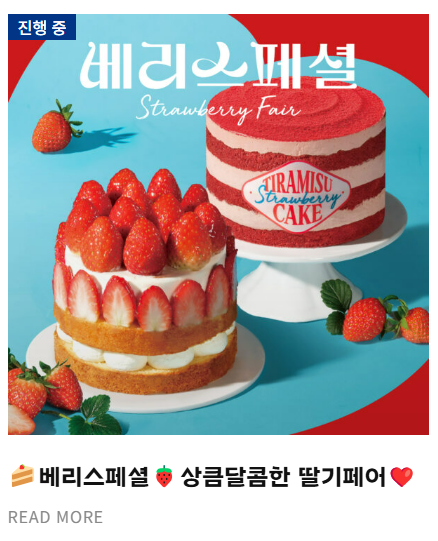 진행 중
베리스페셜
Strawberry Fair
TIRAMISU
Strawberry
CAKE
🍰베리스페셜🍓상큼달콤한 딸기페어❤️
READ MORE